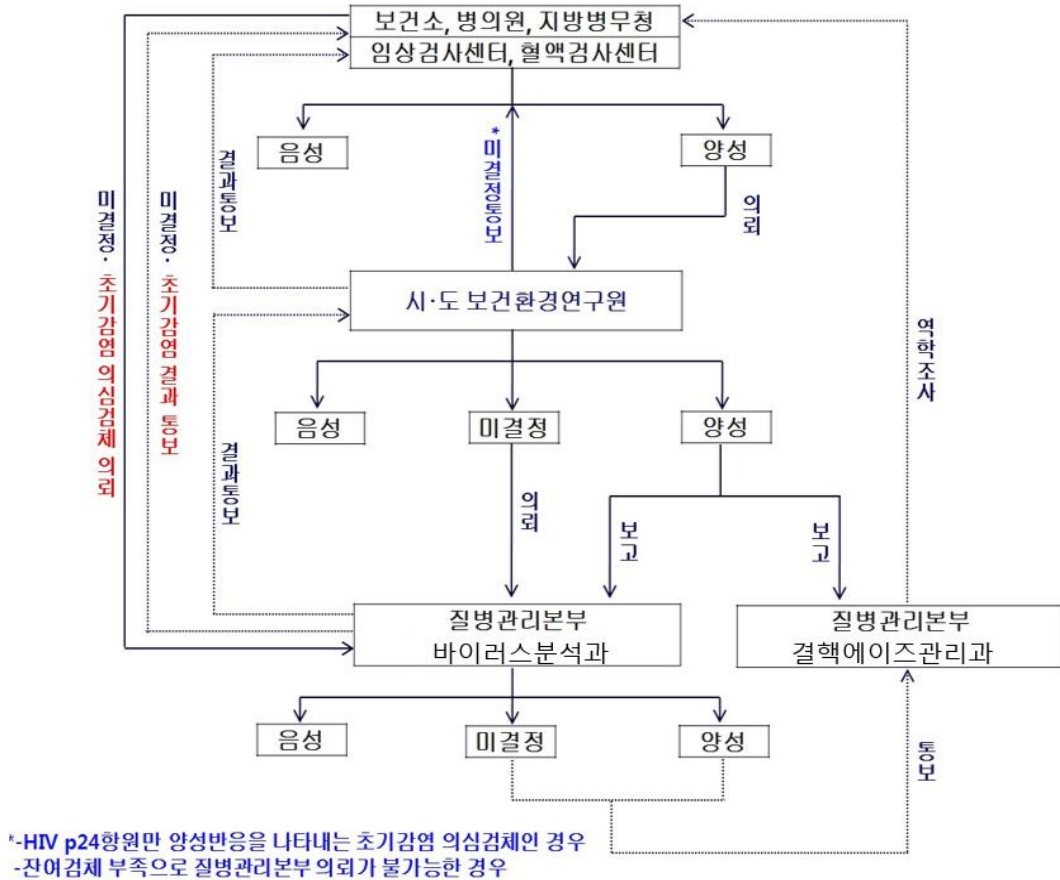 보건소, 병의원, 지방병무청
임상검사센터, 혈액검사센터
음성
*미결정통보
양성
결과통보
의뢰
미결정· 초기감염 의심검체 의뢰
미결정· 초기감염 결과 통보
시·도 보건환경연구원
역학조사
음성
미결정
양성
결과통보
의뢰
보고
보고
질병관리본부
바이러스분석과
질병관리본부
결핵에이즈관리과
음성
미결정
양성
통보
*-HIV p24항원만 양성반응을 나타내는 초기감염 의심검체인 경우
-잔여검체 부족으로 질병관리본부 의뢰가 불가능한 경우